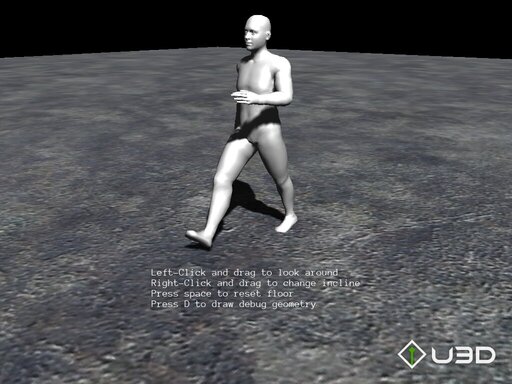 Left-Click and drag to look around
Right-Click and drag to change incline
Press space to reset floor
Press D to draw debug geometry
U3D